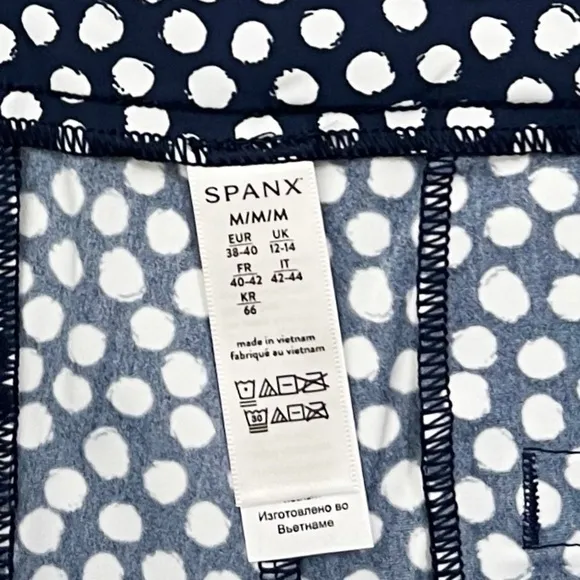 SPANX
M/M/M
EUR UK
38-40 12-14
FR IT
40-42 42-44
KR
66
made in vietnam
fabriqué au vietnam
30
Изготовлено во
Вьетнаме